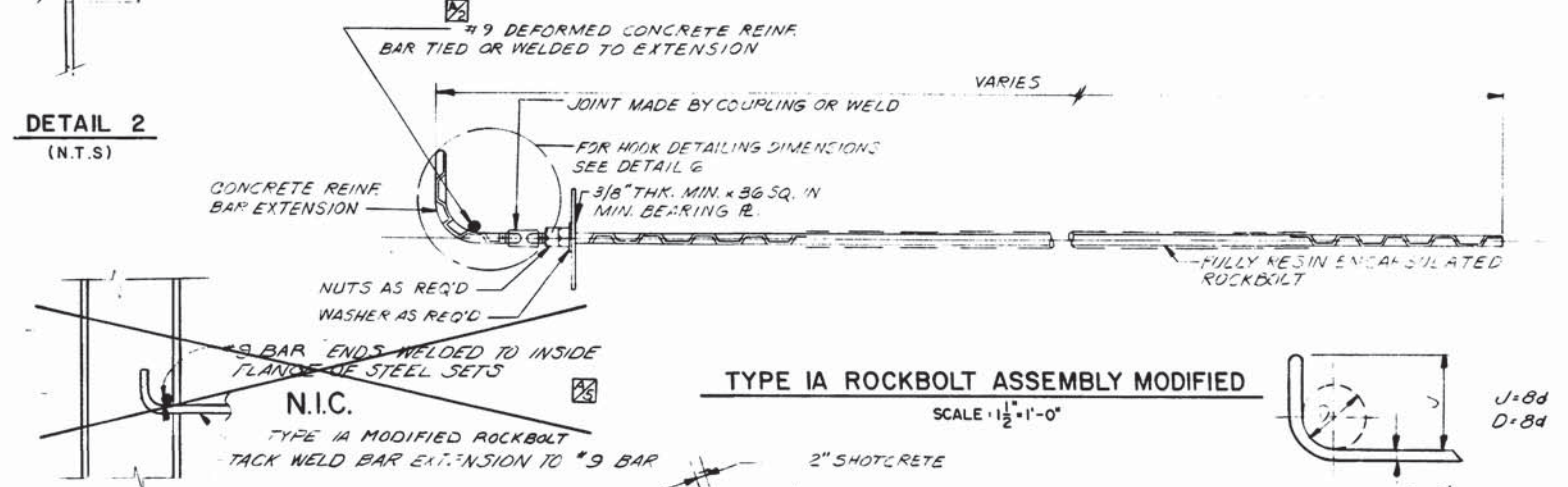 A/2
#9 DEFORMED CONCRETE REINF.
BAR TIED OR WELDED TO EXTENSION
VARIES
JOINT MADE BY COUPLING OR WELD
DETAIL 2
(N.T.S)
FOR HOOK DETAILING DIMENSIONS
SEE DETAIL 6
CONCRETE REINF.
BAR EXTENSION
3/8" THK. MIN. x 36 SQ. IN
MIN. BEARING PL.
FULLY RESIN ENCAPSULATED
ROCKBOLT
NUTS AS REQ'D
WASHER AS REQ'D
#9 BAR ENDS WELDED TO INSIDE
FLANGE OF STEEL SETS
A/5
N.I.C.
TYPE IA MODIFIED ROCKBOLT
TACK WELD BAR EXTENSION TO #9 BAR
TYPE IA ROCKBOLT ASSEMBLY MODIFIED
SCALE: 1 1/2" = 1'-0"
J
D
J=8d
D=8d
2" SHOTCRETE